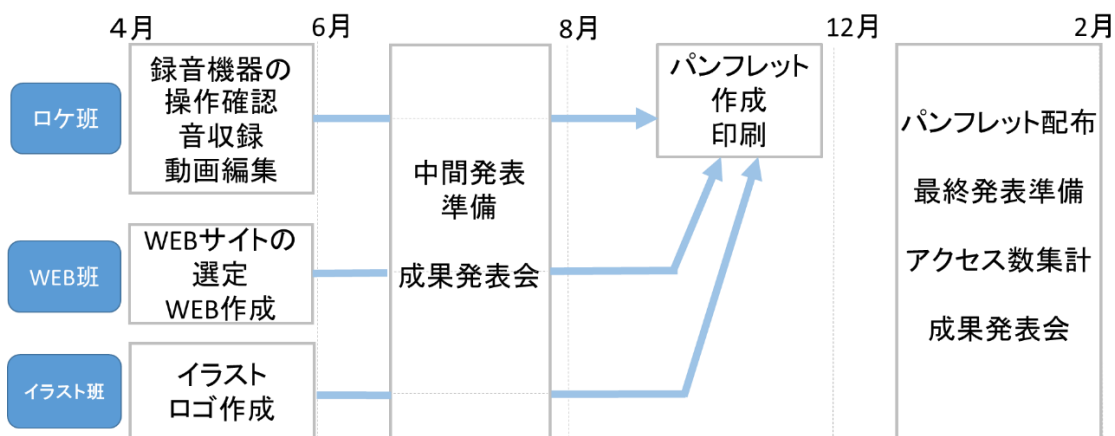 4月
6月
8月
12月
2月
ロケ班
録音機器の
操作確認
音収録
動画編集
WEB班
WEBサイトの
選定
WEB作成
イラスト班
イラスト
ロゴ作成
中間発表
準備
成果発表会
パンフレット
作成
印刷
パンフレット配布
最終発表準備
アクセス数集計
成果発表会